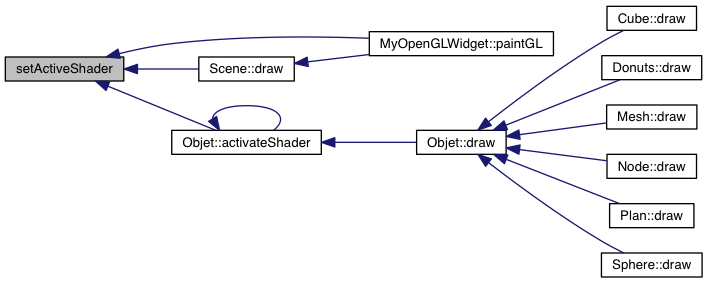 setActiveShader
MyOpenGLWidget::paintGL
Scene::draw
Objet::activateShader
Objet::draw
Cube::draw
Donuts::draw
Mesh::draw
Node::draw
Plan::draw
Sphere::draw